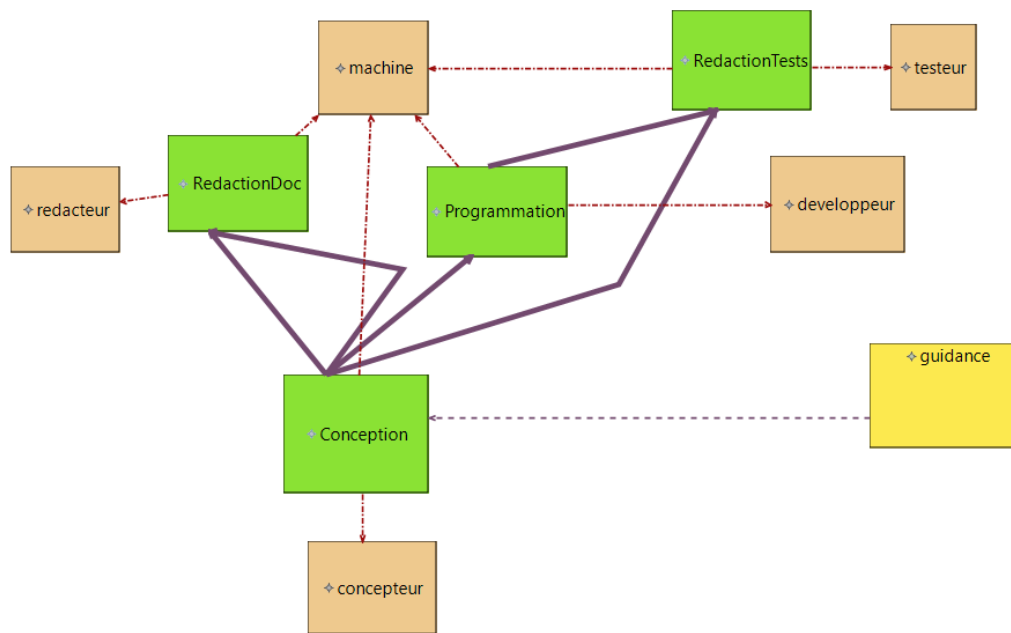 machine
RedactionTests
testeur
RedactionDoc
redacteur
Programmation
developpeur
guidance
Conception
concepteur